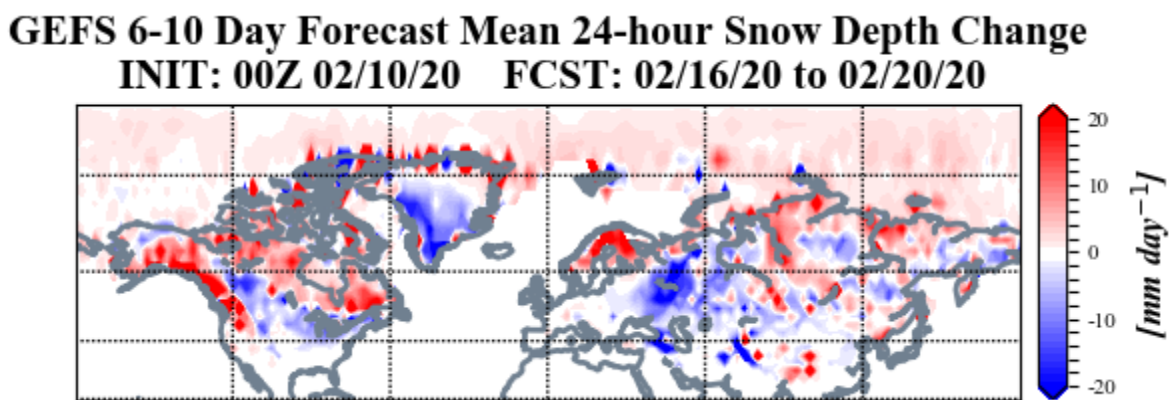 GEFS 6-10 Day Forecast Mean 24-hour Snow Depth Change
INIT: 00Z 02/10/20 FCST: 02/16/20 to 02/20/20
20
10
0
-10
-20
[mm day⁻¹]